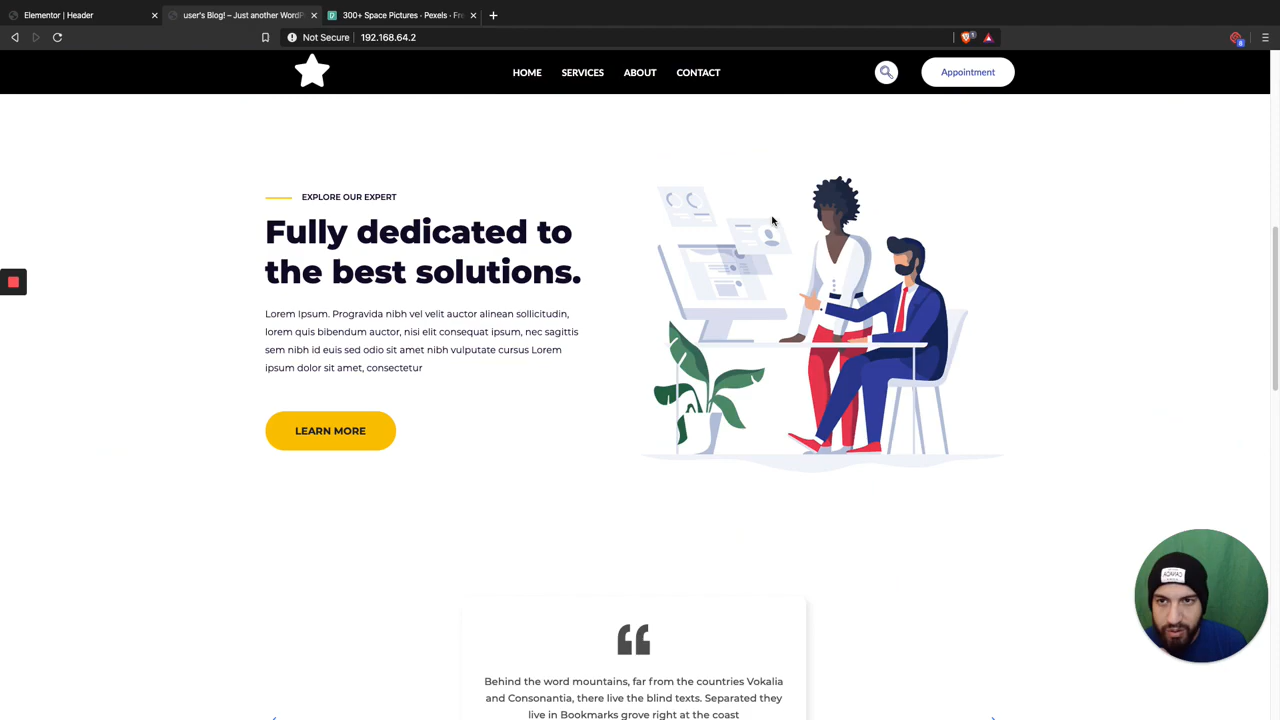 Elementor | Header
user's Blog! – Just another WordP
300+ Space Pictures · Pexels · Fre
Not Secure | 192.168.64.2
HOME
SERVICES
ABOUT
CONTACT
Appointment
EXPLORE OUR EXPERT
Fully dedicated to
the best solutions.
Lorem Ipsum. Progravida nibh vel velit auctor alinean sollicitudin,
lorem quis bibendum auctor, nisi elit consequat ipsum, nec sagittis
sem nibh id euis sed odio sit amet nibh vulputate cursus Lorem
ipsum dolor sit amet, consectetur
LEARN MORE
Behind the word mountains, far from the countries Vokalia
and Consonantia, there live the blind texts. Separated they
live in Bookmarks grove right at the coast